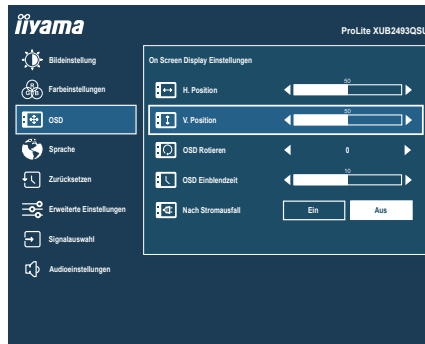 iiyama
ProLite XUB2493QSU
Bildeinstellung
Farbeinstellungen
OSD
Sprache
Zurücksetzen
Erweiterte Einstellungen
Signalauswahl
Audioeinstellungen
On Screen Display Einstellungen
H. Position 50
V. Position 50
OSD Rotieren 0
OSD Einblendzeit 10
Nach Stromausfall Ein Aus